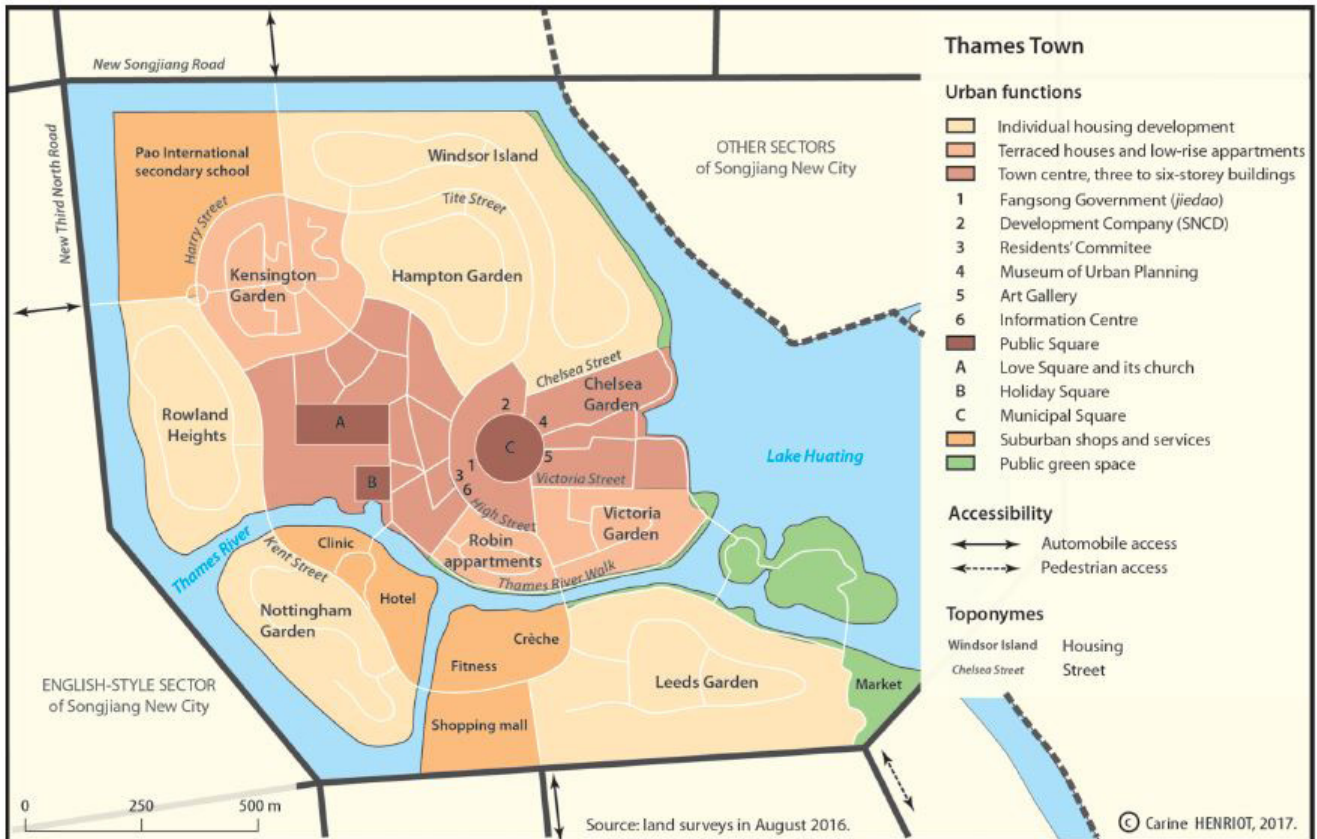 New Songjiang Road
New Third North Road
Pao International
secondary school
Harry Street
Windsor Island
Tite Street
Kensington
Garden
Hampton Garden
OTHER SECTORS
of Songjiang New City
Rowland
Heights
Chelsea Street
Chelsea
Garden
A
B
C
2
4
5
1
3
6
High Street
Victoria Street
Victoria
Garden
Robin
appartments
Thames River Walk
Lake Huating
Thames River
Kent Street
Clinic
Hotel
Nottingham
Garden
Crèche
Fitness
Shopping mall
Leeds Garden
Market
ENGLISH-STYLE SECTOR
of Songjiang New City
0 250 500 m
Source: land surveys in August 2016.
Thames Town
Urban functions
Individual housing development
Terraced houses and low-rise appartments
Town centre, three to six-storey buildings
1 Fangsong Government (jiedao)
2 Development Company (SNCD)
3 Residents' Commitee
4 Museum of Urban Planning
5 Art Gallery
6 Information Centre
Public Square
A Love Square and its church
B Holiday Square
C Municipal Square
Suburban shops and services
Public green space
Accessibility
Automobile access
Pedestrian access
Toponymes
Windsor Island Housing
Chelsea Street Street
© Carine HENRIOT, 2017.